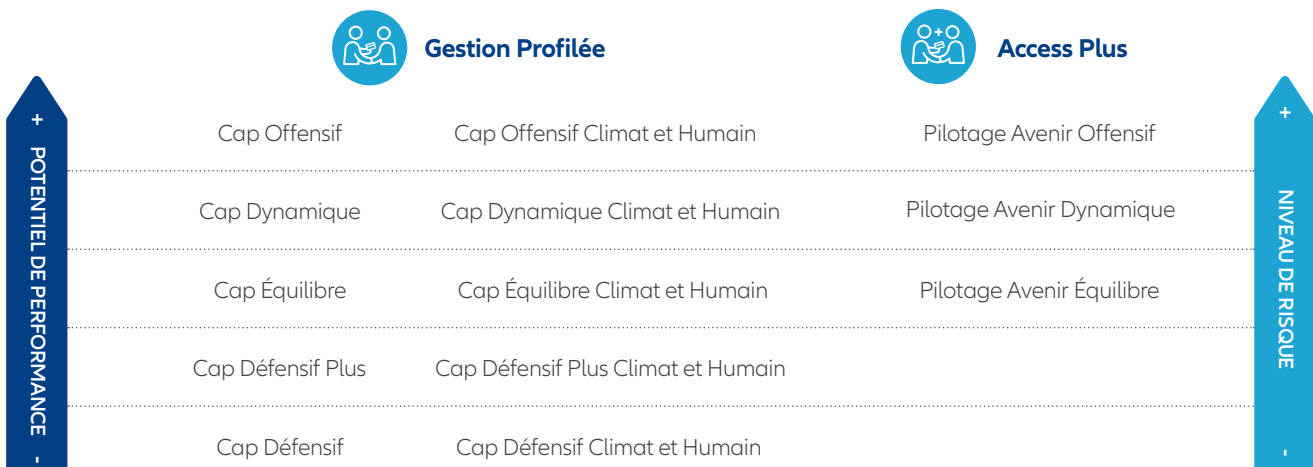 Gestion Profilée
Access Plus
+ POTENTIEL DE PERFORMANCE -
Cap Offensif
Cap Offensif Climat et Humain
Pilotage Avenir Offensif
Cap Dynamique
Cap Dynamique Climat et Humain
Pilotage Avenir Dynamique
Cap Équilibre
Cap Équilibre Climat et Humain
Pilotage Avenir Équilibre
Cap Défensif Plus
Cap Défensif Plus Climat et Humain
Cap Défensif
Cap Défensif Climat et Humain
+ NIVEAU DE RISQUE -